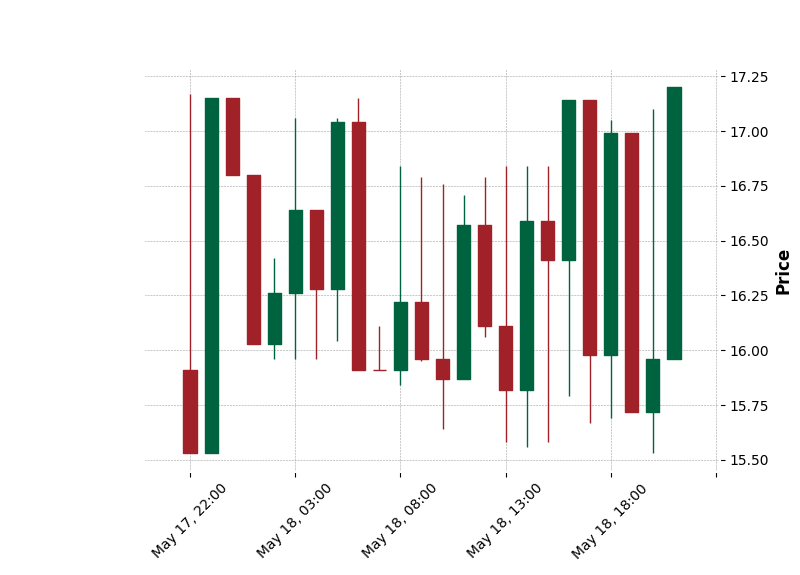 17.25
17.00
16.75
16.50
16.25
16.00
15.75
15.50
Price
May 17, 22:00
May 18, 03:00
May 18, 08:00
May 18, 13:00
May 18, 18:00